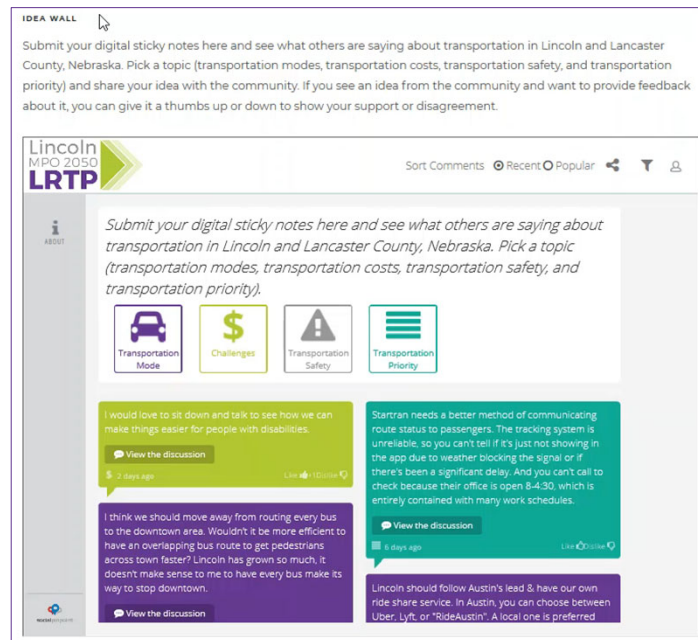 IDEA WALL
Submit your digital sticky notes here and see what others are saying about transportation in Lincoln and Lancaster
County, Nebraska. Pick a topic (transportation modes, transportation costs, transportation safety, and transportation
priority) and share your idea with the community. If you see an idea from the community and want to provide feedback
about it, you can give it a thumbs up or down to show your support or disagreement.
Lincoln
MPO 2050
LRTP
Sort Comments Recent Popular
ABOUT
Submit your digital sticky notes here and see what others are saying about
transportation in Lincoln and Lancaster County, Nebraska. Pick a topic
(transportation modes, transportation costs, transportation safety, and
transportation priority).
Transportation
Mode
Challenges
Transportation
Safety
Transportation
Priority
I would love to sit down and talk to see how we can
make things easier for people with disabilities.
View the discussion
$ 2 days ago
Like +1 Dislike
I think we should move away from routing every bus
to the downtown area. Wouldn't it be more efficient to
have an overlapping bus route to get pedestrians
across town faster? Lincoln has grown so much, it
doesn't make sense to me to have every bus make its
way to stop downtown.
View the discussion
Startran needs a better method of communicating
route status to passengers. The tracking system is
unreliable, so you can't tell if it's just not showing in
the app due to weather blocking the signal or if
there's been a significant delay. And you can't call to
check because their office is open 8-4:30, which is
entirely contained with many work schedules.
View the discussion
6 days ago
Like Dislike
Lincoln should follow Austin's lead & have our own
ride share service. In Austin, you can choose between
Uber, Lyft, or "RideAustin". A local one is preferred
socialpinpoint